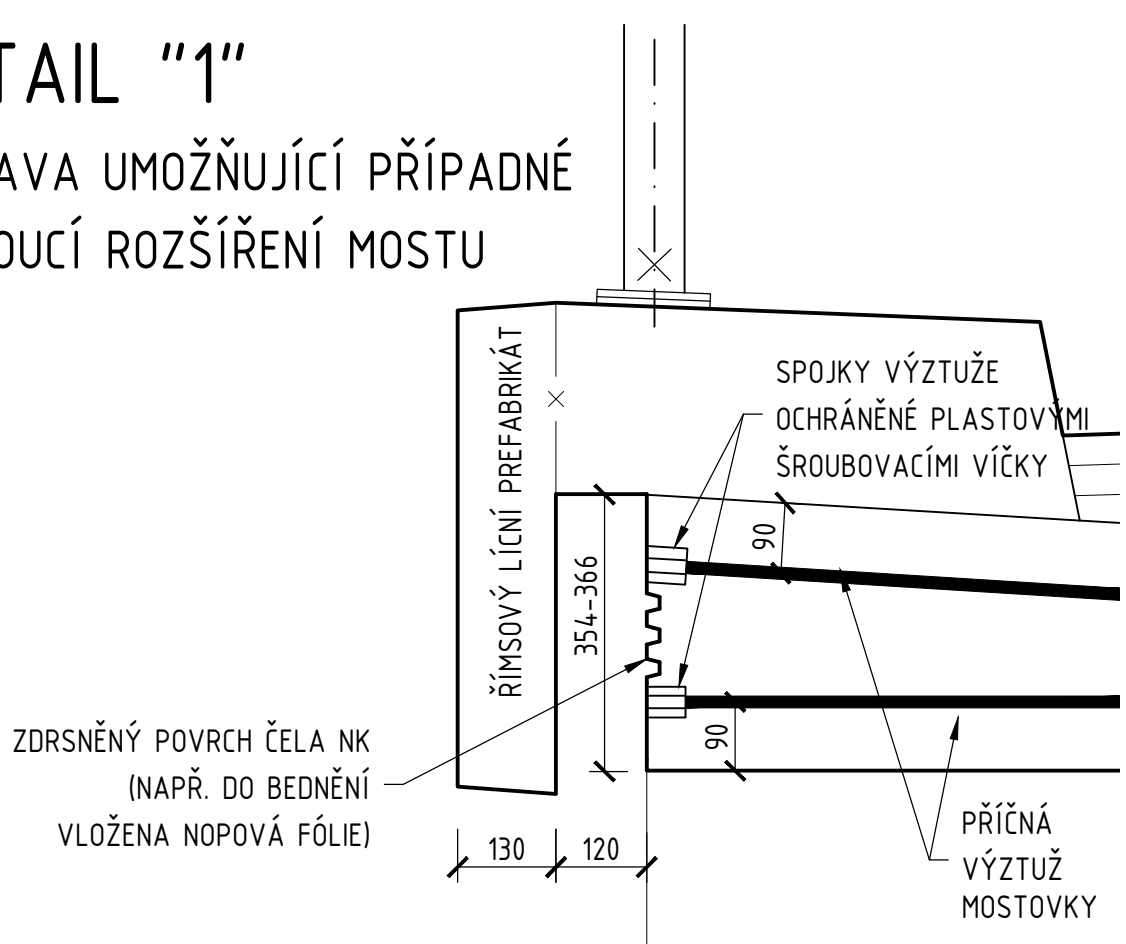 TAIL "1"
AVA UMOŽŇUJÍCÍ PŘÍPADNÉ
OUCÍ ROZŠÍŘENÍ MOSTU
ŘÍMSOVÝ LÍCNÍ PREFABRIKÁT
SPOJKY VÝZTUŽE
OCHRÁNĚNÉ PLASTOVÝMI
ŠROUBOVACÍMI VÍČKY
90
354-366
90
ZDRSNĚNÝ POVRCH ČELA NK
(NAPŘ. DO BEDNĚNÍ
VLOŽENA NOPOVÁ FÓLIE)
130
120
PŘÍČNÁ
VÝZTUŽ
MOSTOVKY